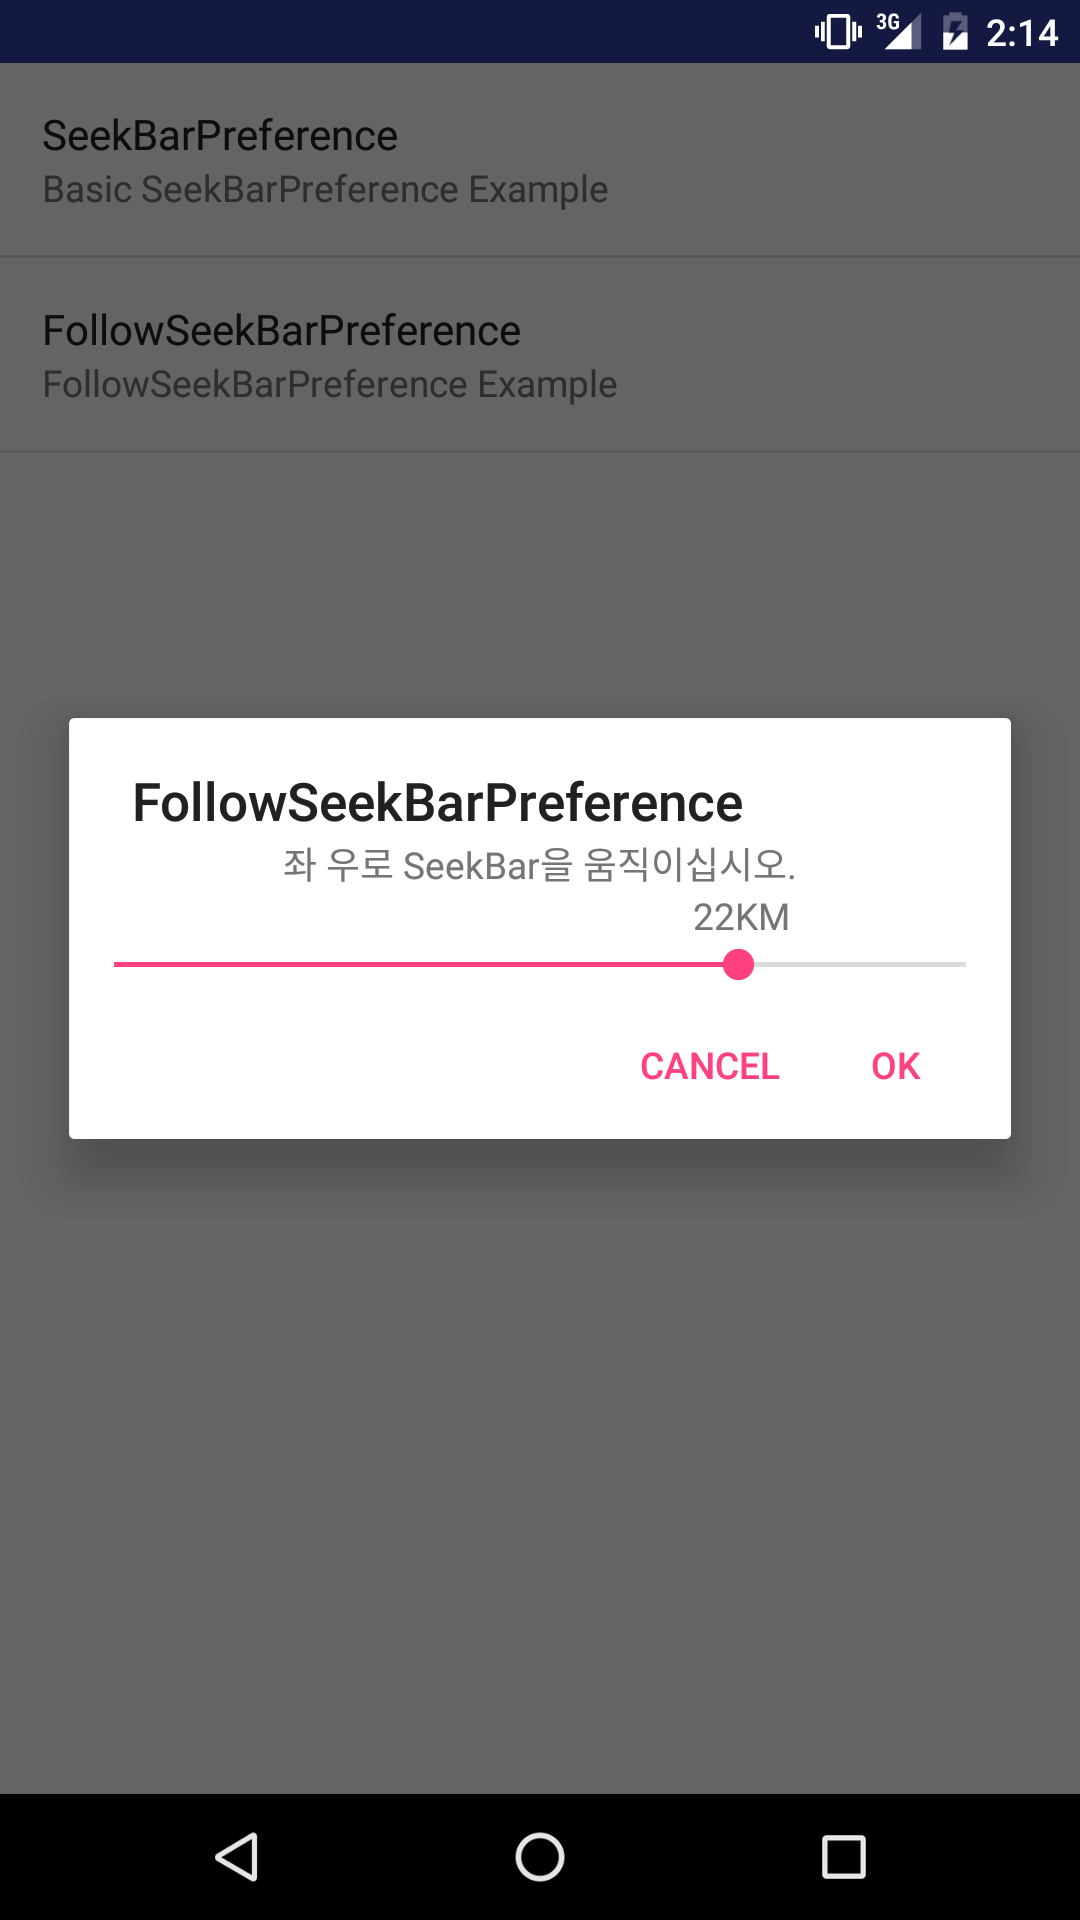 3G 2:14
SeekBarPreference
Basic SeekBarPreference Example
FollowSeekBarPreference
FollowSeekBarPreference Example
FollowSeekBarPreference
좌 우로 SeekBar을 움직이십시오.
22KM
CANCEL OK